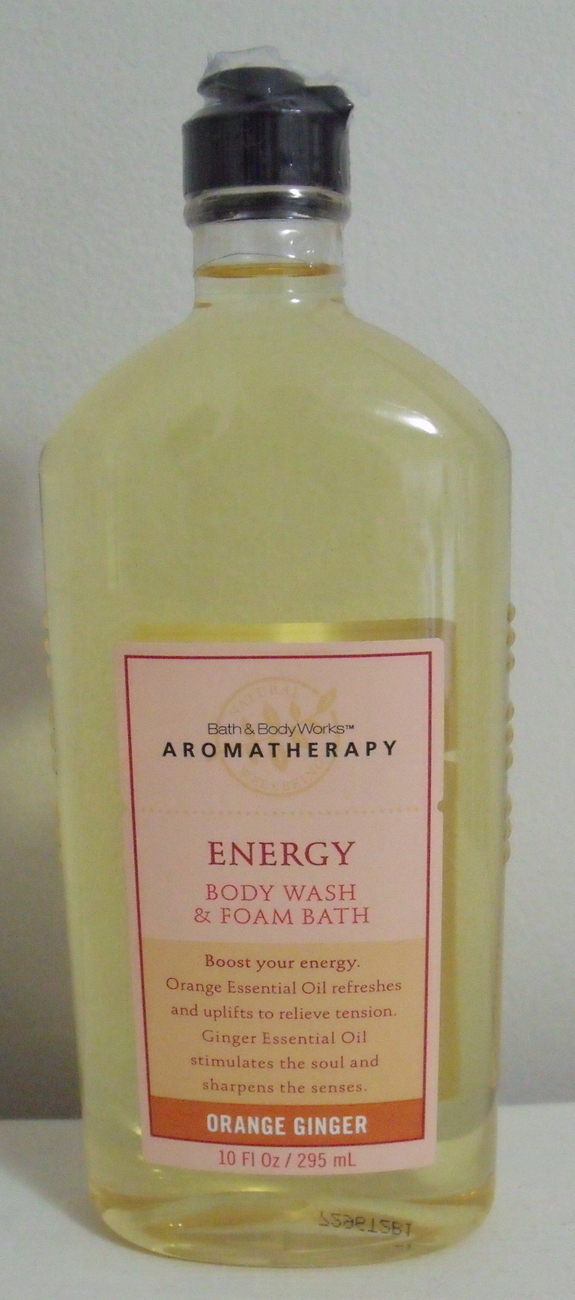 NATURAL
Bath & Body Works™
AROMATHERAPY
WELLBEING
ENERGY
BODY WASH
& FOAM BATH
Boost your energy.
Orange Essential Oil refreshes
and uplifts to relieve tension.
Ginger Essential Oil
stimulates the soul and
sharpens the senses.
ORANGE GINGER
10 Fl Oz / 295 mL